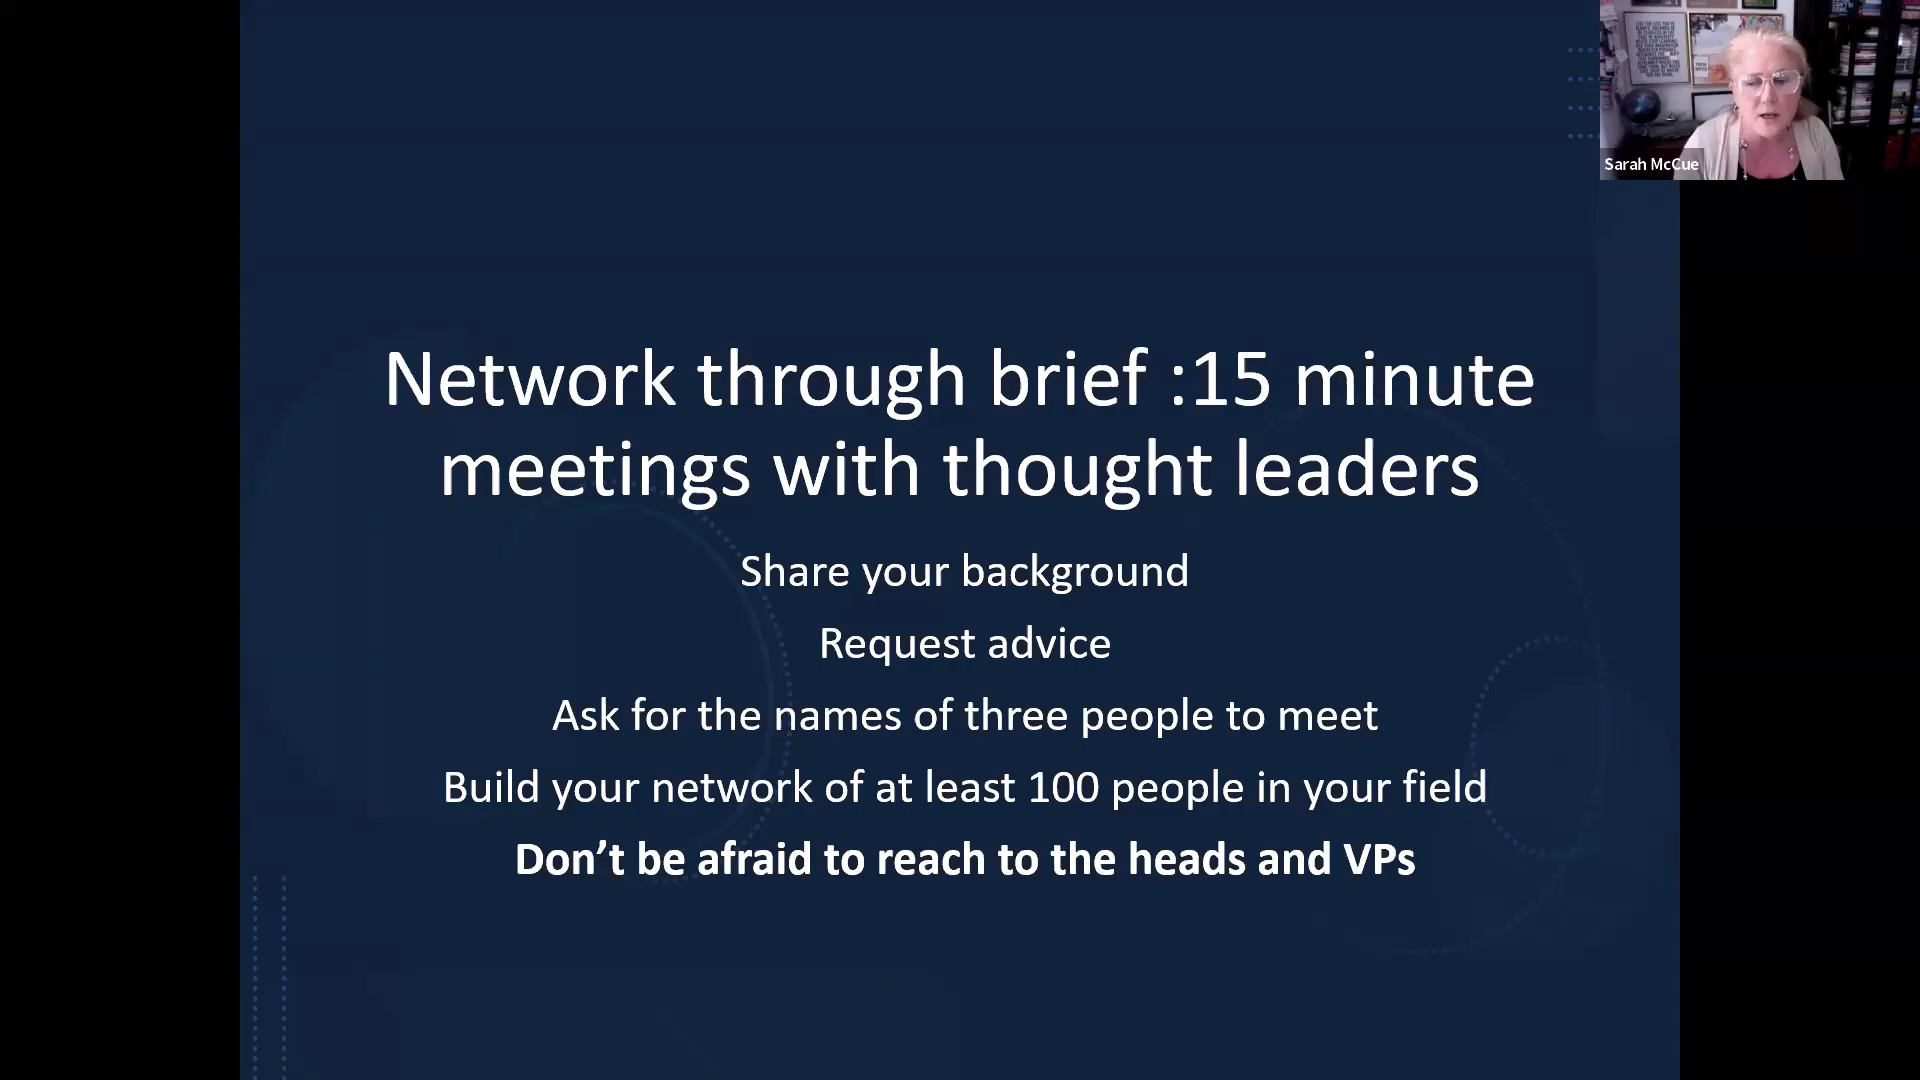 Network through brief :15 minute
meetings with thought leaders
Share your background
Request advice
Ask for the names of three people to meet
Build your network of at least 100 people in your field
Don’t be afraid to reach to the heads and VPs
Sarah McCue